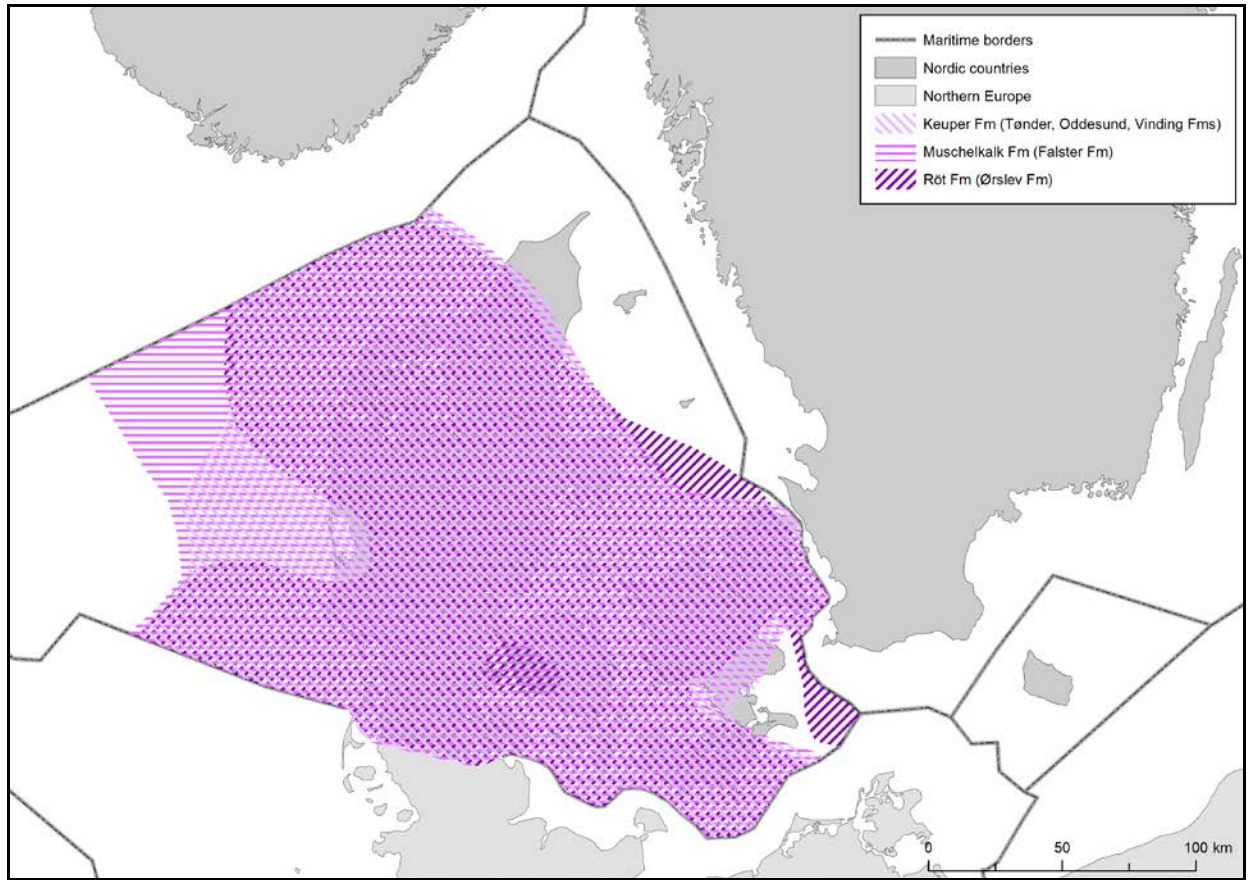 Maritime borders
Nordic countries
Northern Europe
Keuper Fm (Tønder, Oddesund, Vinding Fms)
Muschelkalk Fm (Falster Fm)
Röt Fm (Ørslev Fm)
0 50 100 km